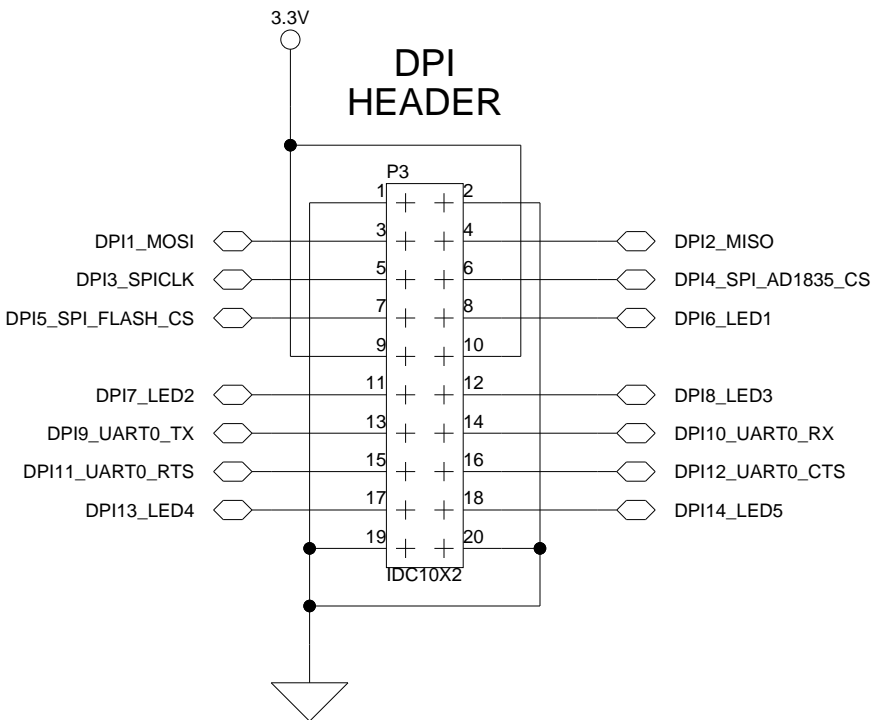 3.3V
DPI
HEADER
P3
1 2
DPI1_MOSI 3 4 DPI2_MISO
DPI3_SPICLK 5 6 DPI4_SPI_AD1835_CS
DPI5_SPI_FLASH_CS 7 8 DPI6_LED1
9 10
DPI7_LED2 11 12 DPI8_LED3
DPI9_UART0_TX 13 14 DPI10_UART0_RX
DPI11_UART0_RTS 15 16 DPI12_UART0_CTS
DPI13_LED4 17 18 DPI14_LED5
19 20
IDC10X2